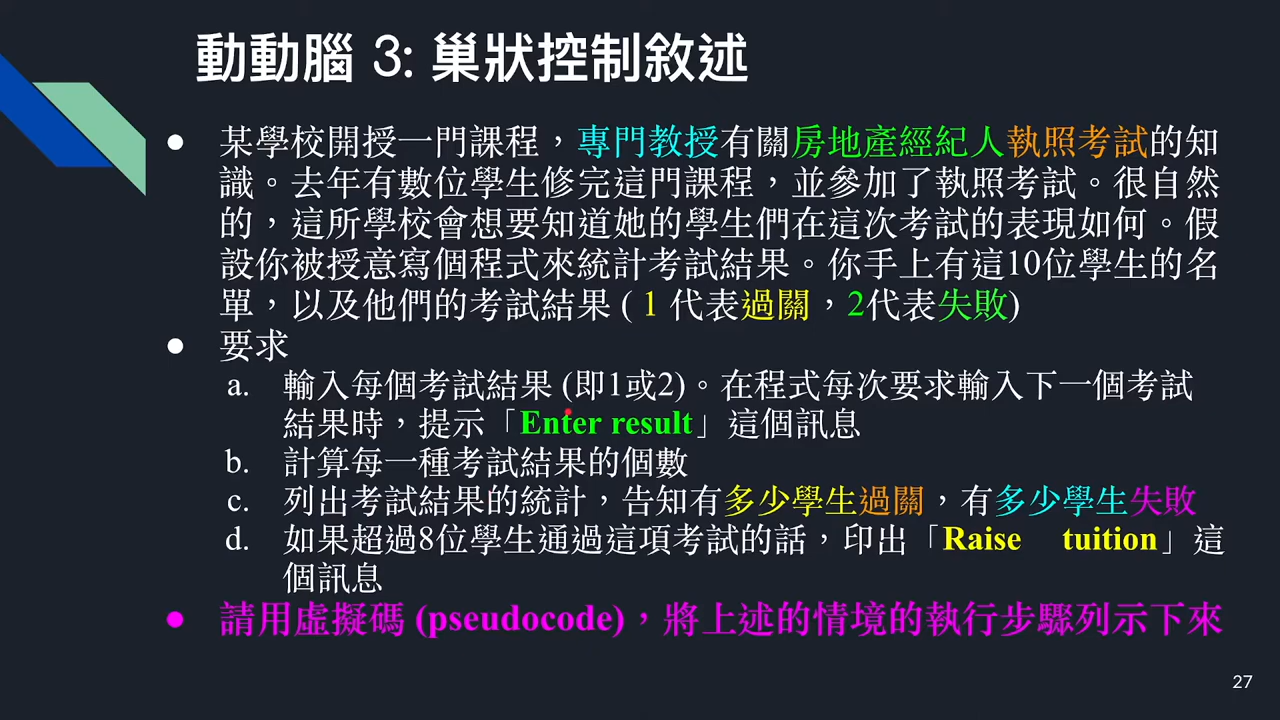 動動腦 3: 巢狀控制敘述
● 某學校開授一門課程，專門教授有關房地產經紀人執照考試的知
識。去年有數位學生修完這門課程，並參加了執照考試。很自然
的，這所學校會想要知道她的學生們在這次考試的表現如何。假
設你被授意寫個程式來統計考試結果。你手上有這10位學生的名
單，以及他們的考試結果 ( 1 代表過關，2代表失敗)
● 要求
a. 輸入每個考試結果 (即1或2)。在程式每次要求輸入下一個考試
結果時，提示「Enter result」這個訊息
b. 計算每一種考試結果的個數
c. 列出考試結果的統計，告知有多少學生過關，有多少學生失敗
d. 如果超過8位學生通過這項考試的話，印出「Raise tuition」這
個訊息
● 請用虛擬碼 (pseudocode)，將上述的情境的執行步驟列示下來
27